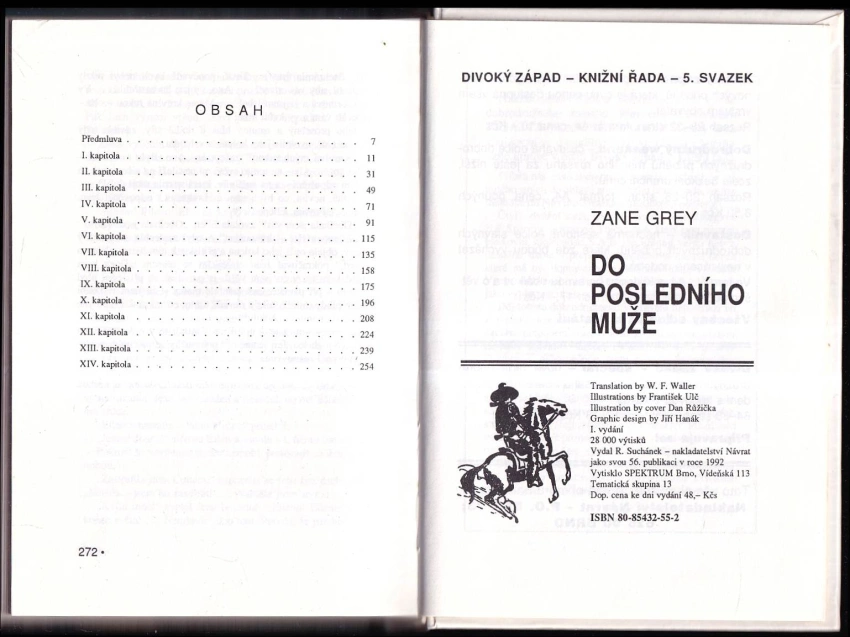 OBSAH
Předmluva . . . . . . . . . . . . . . . . . . . . 7
I. kapitola . . . . . . . . . . . . . . . . . . . . 11
II. kapitola . . . . . . . . . . . . . . . . . . . . 31
III. kapitola . . . . . . . . . . . . . . . . . . . . 49
IV. kapitola . . . . . . . . . . . . . . . . . . . . 71
V. kapitola . . . . . . . . . . . . . . . . . . . . 91
VI. kapitola . . . . . . . . . . . . . . . . . . . . 115
VII. kapitola . . . . . . . . . . . . . . . . . . . . 135
VIII. kapitola . . . . . . . . . . . . . . . . . . . . 158
IX. kapitola . . . . . . . . . . . . . . . . . . . . 175
X. kapitola . . . . . . . . . . . . . . . . . . . . 196
XI. kapitola . . . . . . . . . . . . . . . . . . . . 208
XII. kapitola . . . . . . . . . . . . . . . . . . . . 224
XIII. kapitola . . . . . . . . . . . . . . . . . . . . 239
XIV. kapitola . . . . . . . . . . . . . . . . . . . . 254
272 •
DIVOKÝ ZÁPAD – KNIŽNÍ ŘADA – 5. SVAZEK
ZANE GREY
DO
POSLEDNÍHO
MUŽE
Translation by W. F. Waller
Illustrations by František Ulč
Illustration by cover Dan Růžička
Graphic design by Jiří Hanák
I. vydání
28 000 výtisků
Vydal R. Suchánek – nakladatelství Návrat
jako svou 56. publikaci v roce 1992
Vytisklo SPEKTRUM Brno, Vídeňská 113
Tematická skupina 13
Dop. cena ke dni vydání 48,– Kčs
ISBN 80-85432-55-2